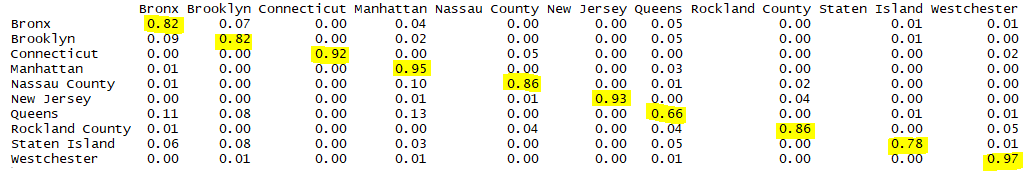 Bronx Brooklyn Connecticut Manhattan Nassau County New Jersey Queens Rockland County Staten Island Westchester
Bronx 0.82 0.07 0.00 0.04 0.00 0.00 0.05 0.00 0.01 0.01
Brooklyn 0.09 0.82 0.00 0.02 0.00 0.00 0.05 0.00 0.01 0.00
Connecticut 0.00 0.00 0.92 0.00 0.05 0.00 0.00 0.00 0.00 0.02
Manhattan 0.01 0.00 0.00 0.95 0.00 0.00 0.03 0.00 0.00 0.00
Nassau County 0.01 0.00 0.00 0.10 0.86 0.00 0.01 0.02 0.00 0.00
New Jersey 0.00 0.00 0.00 0.01 0.01 0.93 0.00 0.04 0.00 0.00
Queens 0.11 0.08 0.00 0.13 0.00 0.00 0.66 0.00 0.01 0.01
Rockland County 0.01 0.00 0.00 0.00 0.04 0.00 0.04 0.86 0.00 0.05
Staten Island 0.06 0.08 0.00 0.03 0.00 0.00 0.05 0.00 0.78 0.01
Westchester 0.00 0.01 0.00 0.01 0.00 0.00 0.01 0.00 0.00 0.97